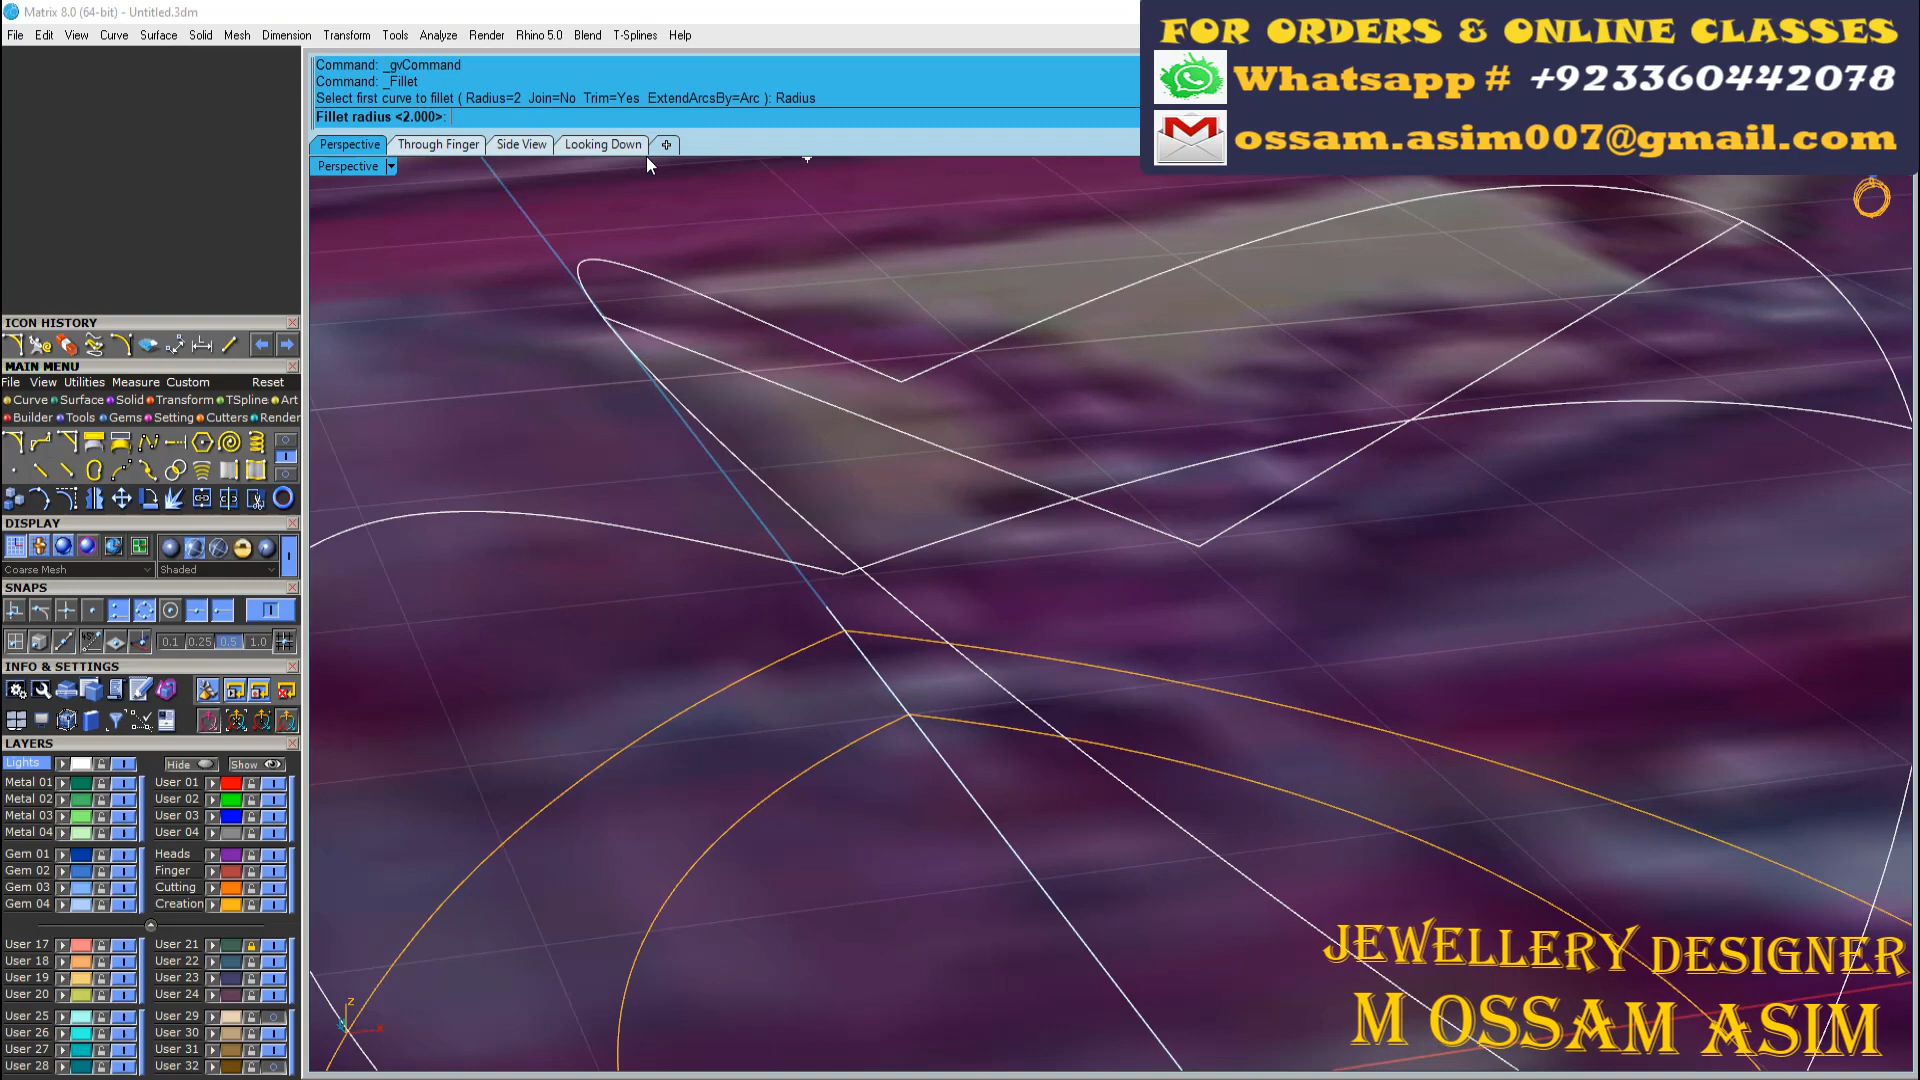 Matrix 8.0 (64-bit) - Untitled.3dm
File Edit View Curve Surface Solid Mesh Dimension Transform Tools Analyze Render Rhino 5.0 Blend T-Splines Help
FOR ORDERS & ONLINE CLASSES
Whatsapp # +923360442078
ossam.asim007@gmail.com
Command: _gvCommand
Command: _Fillet
Select first curve to fillet ( Radius=2 Join=No Trim=Yes ExtendArcsBy=Arc ): Radius
Fillet radius <2.000>:
Perspective Through Finger Side View Looking Down
Perspective
ICON HISTORY
MAIN MENU
File View Utilities Measure Custom Reset
Curve Surface Solid Transform TSpline Art
Builder Tools Gems Setting Cutters Render
DISPLAY
Coarse Mesh Shaded
SNAPS
0.1 0.25 0.5 1.0
INFO & SETTINGS
LAYERS
Lights Hide Show
Metal 01 User 01
Metal 02 User 02
Metal 03 User 03
Metal 04 User 04
Gem 01 Heads
Gem 02 Finger
Gem 03 Cutting
Gem 04 Creation
User 17 User 21
User 18 User 22
User 19 User 23
User 20 User 24
User 25 User 29
User 26 User 30
User 27 User 31
User 28 User 32
z
x
JEWELLERY DESIGNER
M OSSAM ASIM